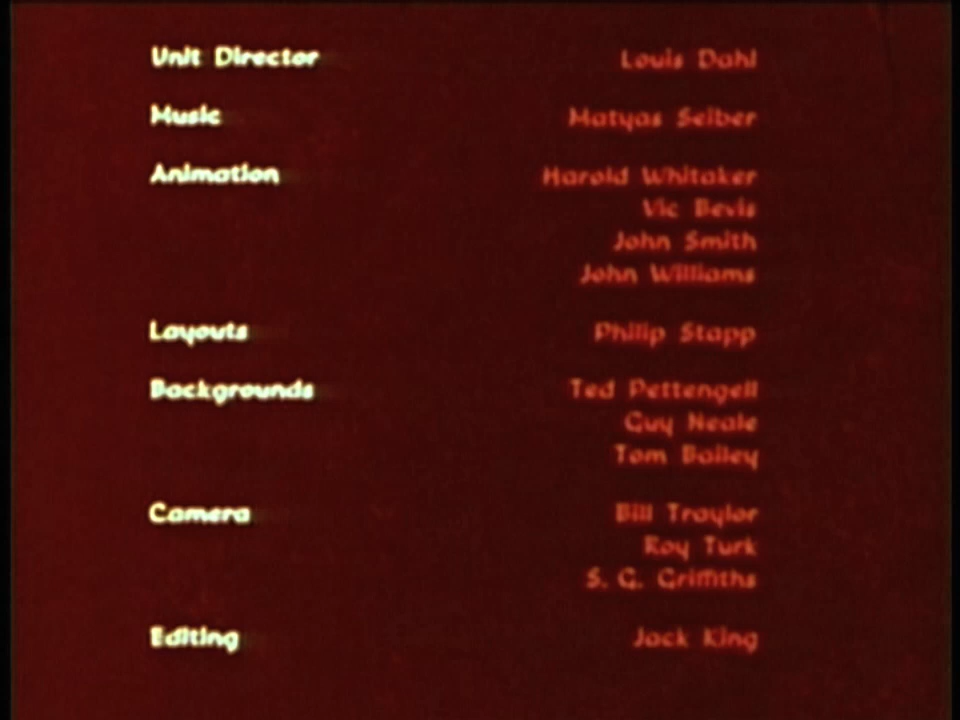 Unit Director Louis Dahl
Music Matyas Seiber
Animation Harold Whitaker
Vic Bevis
John Smith
John Williams
Layouts Philip Stapp
Backgrounds Ted Pettengell
Guy Neale
Tom Bailey
Camera Bill Traylor
Roy Turk
S. G. Griffiths
Editing Jack King